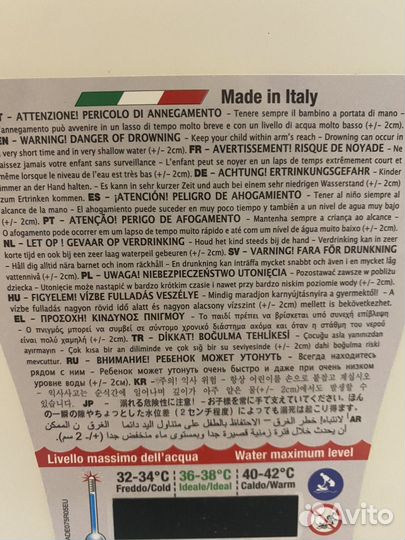 Made in Italy
- ATTENZIONE! PERICOLO DI ANNEGAMENTO - Tenere sempre il bambino a portata di mano -
'annegamento può avvenire in un lasso di tempo molto breve e con un livello di acqua molto basso (+/- 2cm).
EN - WARNING! DANGER OF DROWNING - Keep your child within arm's reach - Drowning can occur in
very short time and in very shallow water (+/- 2cm). FR - AVERTISSEMENT! RISQUE DE NOYADE - Ne
laissez jamais votre enfant sans surveillance - L'enfant peut se noyer en un laps de temps extrêmement court et
même lorsque le niveau de l'eau est très bas (+/- 2cm). DE - ACHTUNG! ERTRINKUNGSGEFAHR - Kinder
immer an der Hand halten. - Es kann in sehr kurzer Zeit und auch bei einem sehr niedrigen Wasserstand (+/- 2cm)
zum Ertrinken kommen. ES - ¡ATENCIÓN! PELIGRO DE AHOGAMIENTO - Tener al niño siempre al
alcance de la mano - El ahogamiento puede suceder en muy poco tiempo y con un nivel de agua muy bajo
(+/- 2cm). PT - ATENÇÃO! PERIGO DE AFOGAMENTO - Mantenha sempre a criança ao alcance -
O afogamento pode ocorrer em um lapso de tempo muito rápido e até com um nível de água muito baixo (+/- 2cm).
NL - LET OP! GEVAAR OP VERDRINKING - Houd het kind steeds bij de hand - Verdrinking kan in zeer
korte tijd en ook bij een zeer laag waterpeil gebeuren (+/- 2cm). SV - VARNING! FARA FÖR DRUNKNING
- Håll dig alltid nära barnet och inom räckhåll - En drunkning kan inträffa mycket snabbt och även i en mycket låg
vattennivå (+/- 2cm). PL - UWAGA! NIEBEZPIECZEŃSTWO UTONIĘCIA - Pozostawać zawsze w pobliżu
dziecka - Utonięcie może nastąpić w bardzo krótkim czasie i nawet przy bardzo niskim poziomie wody (+/- 2cm).
HU - FIGYELEM! VÍZBE FULLADÁS VESZÉLYE - Mindig maradjon karnyújtásnyira a gyermektől! - A
vízbe fulladás nagyon rövid idő alatt és nagyon alacsony vízszint (+/- 2cm) mellett is bekövetkezhet.
EL - ΠΡΟΣΟΧΗ! ΚΙΝΔΥΝΟΣ ΠΝΙΓΜΟΥ - Το παιδί πρέπει να βρίσκεται υπό συνεχή επίβλεψη
- Ο πνιγμός μπορεί να συμβεί σε σύντομο χρονικό διάστημα ακόμα και όταν η στάθμη του νερού
είναι πολύ χαμηλή (+/- 2cm). TR - DİKKAT! BOĞULMA TEHLİKESİ - Çocuğu asla yanınızdan
ayırmayın - Çok kısa bir an diliminde ve çok sığ bir su seviyesinde (+/- 2cm) dahi boğulma riski
mevcuttur. RU - ВНИМАНИЕ! РЕБЕНОК МОЖЕТ УТОНУТЬ - Всегда находитесь
рядом с ним - Ребенок может утонуть очень быстро и даже при очень низком
уровне воды (+/- 2cm). KR -
JP -
AR
Livello massimo dell'acqua Water maximum level
32-34°C 36-38°C 40-42°C
Freddo/Cold Ideale/Ideal Caldo/Warm
Avito